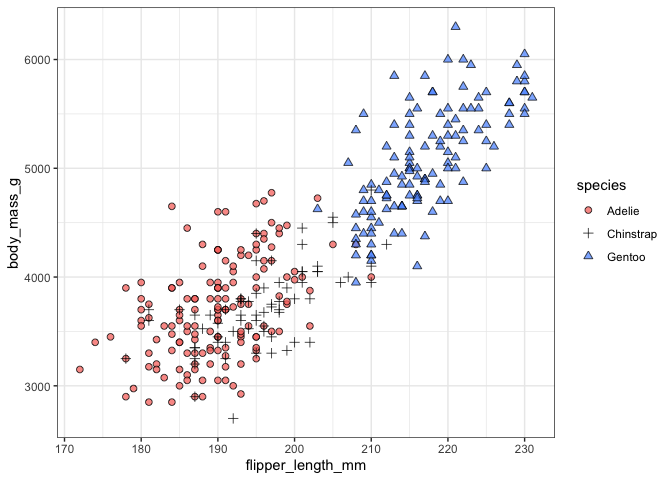 6000
5000
4000
3000
body_mass_g
170 180 190 200 210 220 230
flipper_length_mm
species
Adelie
Chinstrap
Gentoo